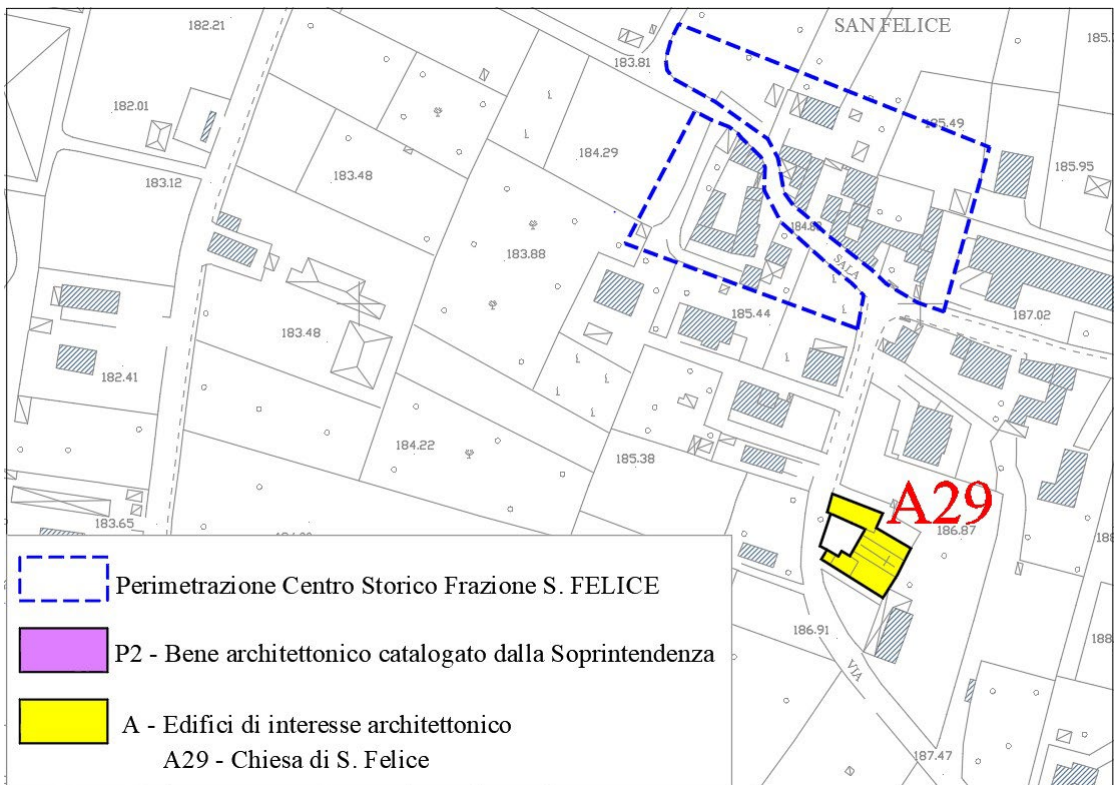 SAN FELICE
182.21
183.81
185.49
182.01
184.29
185.95
183.12
183.48
184.88
183.88
SALA
185.44
187.02
183.48
182.41
184.22
185.38
A29
183.65
186.87
186.91
VIA
187.47
Perimetrazione Centro Storico Frazione S. FELICE
P2 - Bene architettonico catalogato dalla Soprintendenza
A - Edifici di interesse architettonico
A29 - Chiesa di S. Felice